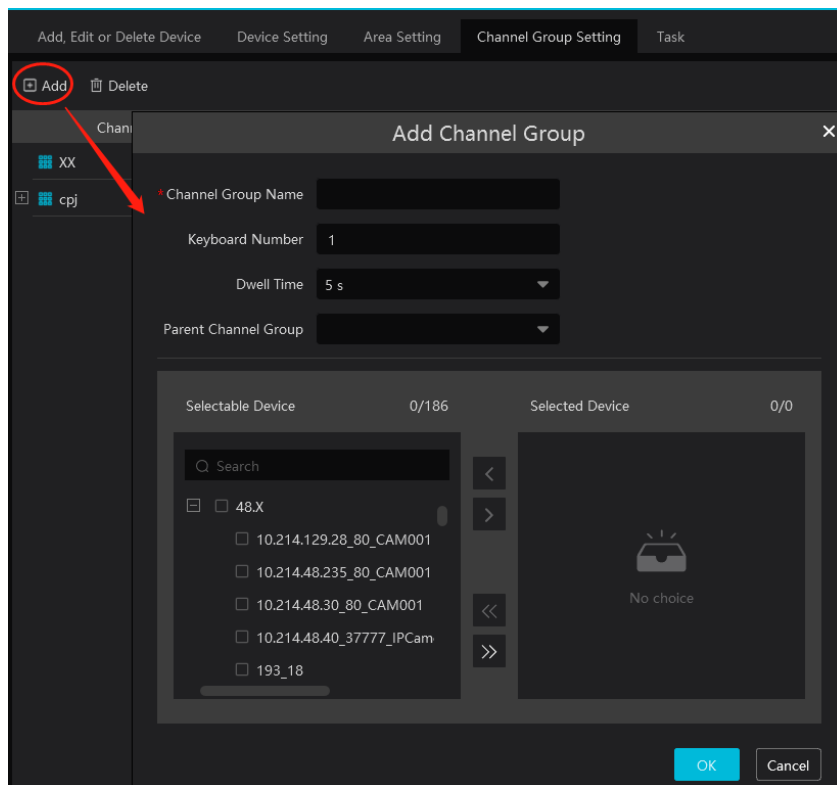 Add, Edit or Delete Device Device Setting Area Setting Channel Group Setting Task
Add Delete
Chan
Add Channel Group
XX
cpj
*Channel Group Name
Keyboard Number 1
Dwell Time 5 s
Parent Channel Group
Selectable Device 0/186 Selected Device 0/0
Search
48.X
10.214.129.28_80_CAM001
10.214.48.235_80_CAM001
10.214.48.30_80_CAM001
10.214.48.40_37777_IPCam
193_18
No choice
OK Cancel